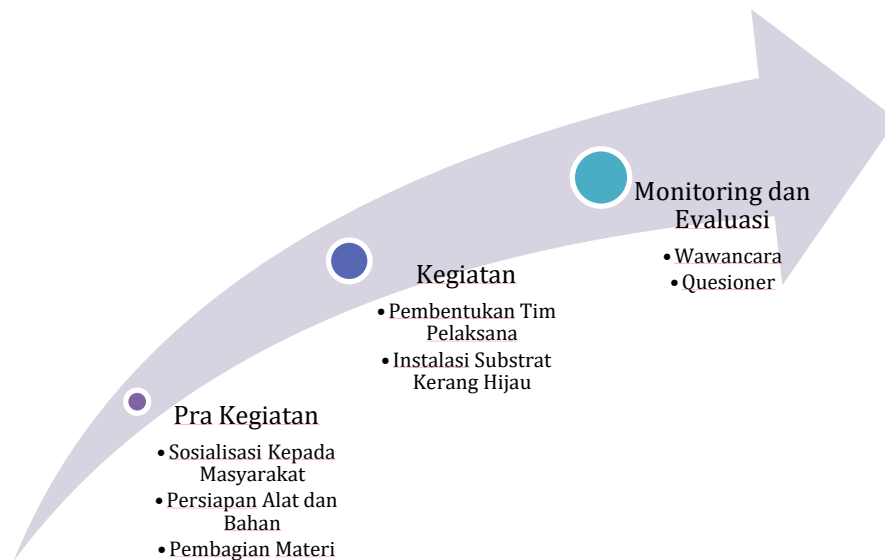 Pra Kegiatan
• Sosialisasi Kepada
Masyarakat
• Persiapan Alat dan
Bahan
• Pembagian Materi
Kegiatan
• Pembentukan Tim
Pelaksana
• Instalasi Substrat
Kerang Hijau
Monitoring dan
Evaluasi
• Wawancara
• Quesioner